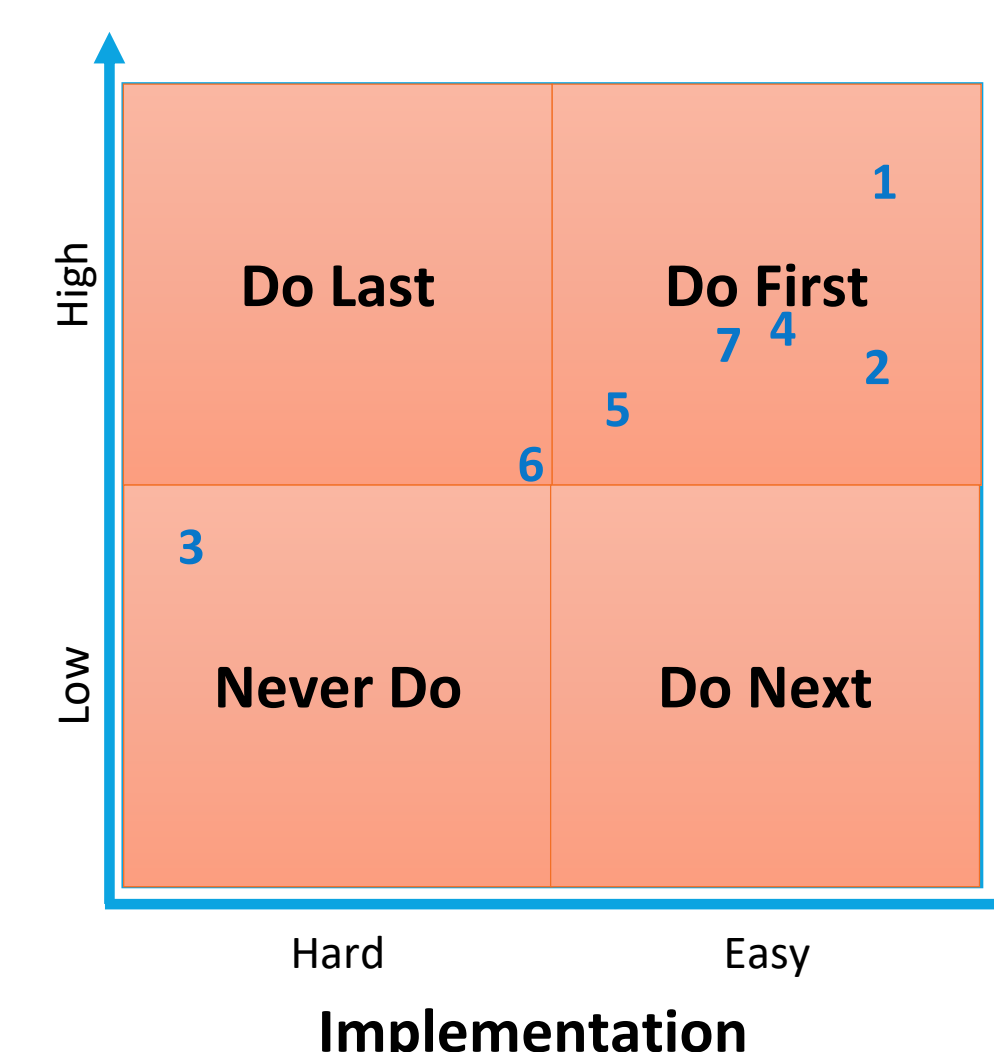 High
Do Last
Do First
1
7
4
2
5
6
Low
3
Never Do
Do Next
Hard
Easy
Implementation